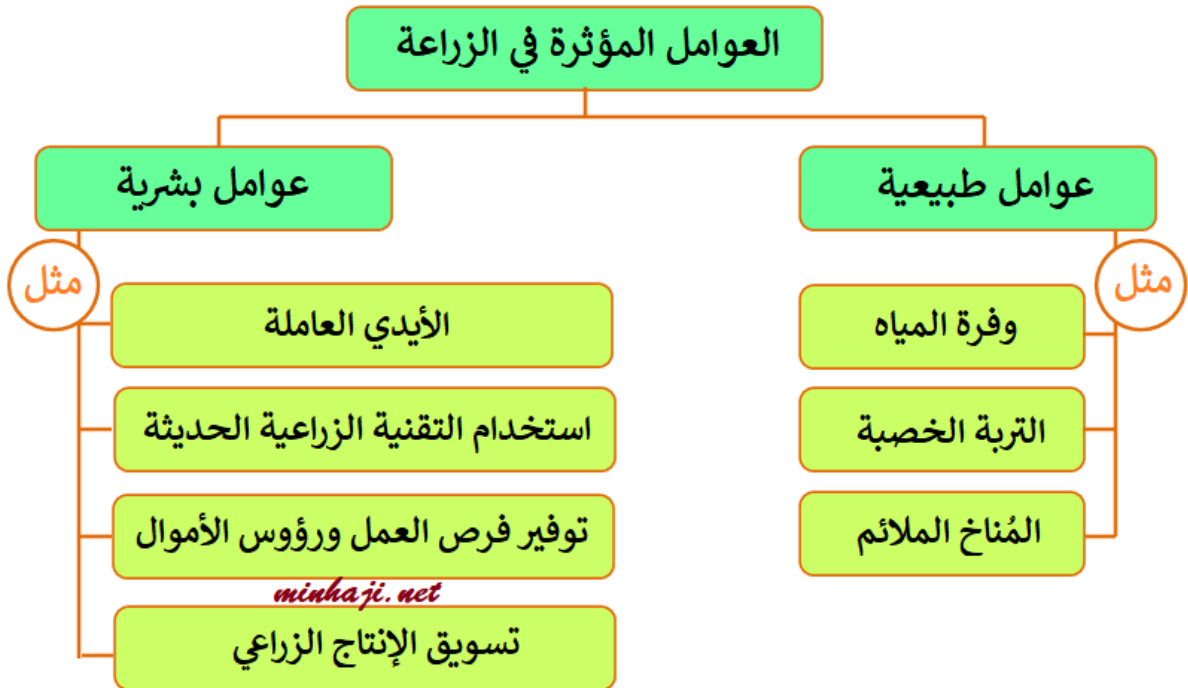 العوامل المؤثرة في الزراعة
عوامل طبيعية
مثل
وفرة المياه
التربة الخصبة
المُناخ الملائم
عوامل بشرية
مثل
الأيدي العاملة
استخدام التقنية الزراعية الحديثة
توفير فرص العمل ورؤوس الأموال
minhaji.net
تسويق الإنتاج الزراعي